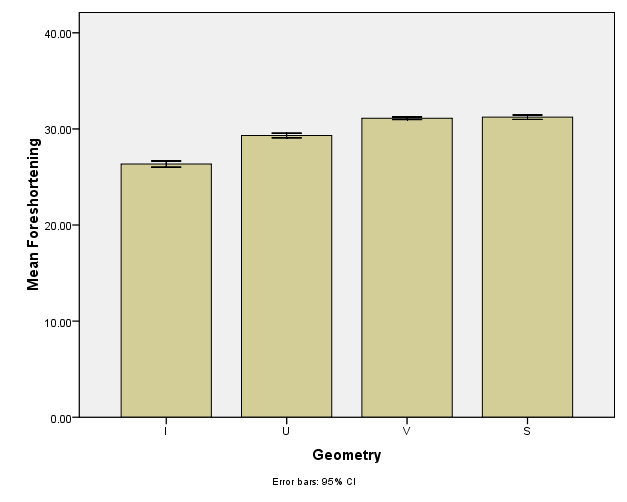 40.00
30.00
20.00
10.00
0.00
Mean Foreshortening
I
U
V
S
Geometry
Error bars: 95% CI